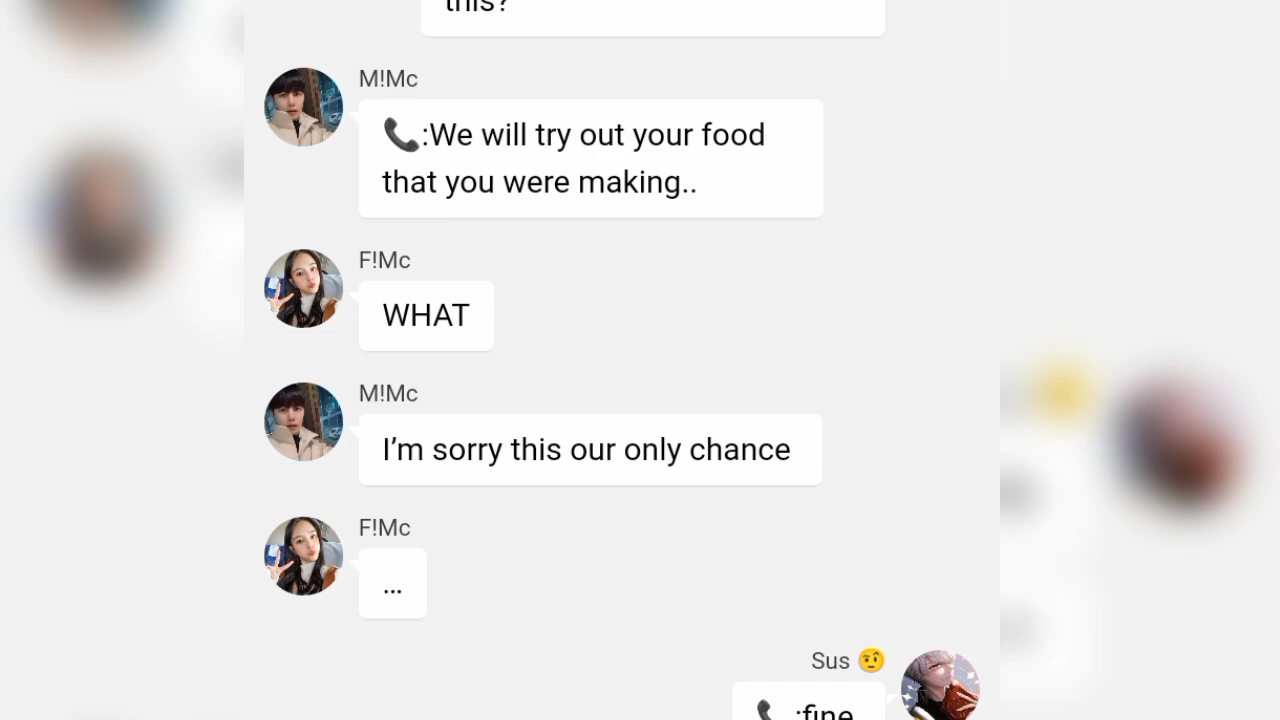 this?
M!Mc
📞:We will try out your food
that you were making..
F!Mc
WHAT
M!Mc
I’m sorry this our only chance
F!Mc
...
Sus 🤨
📞:fine